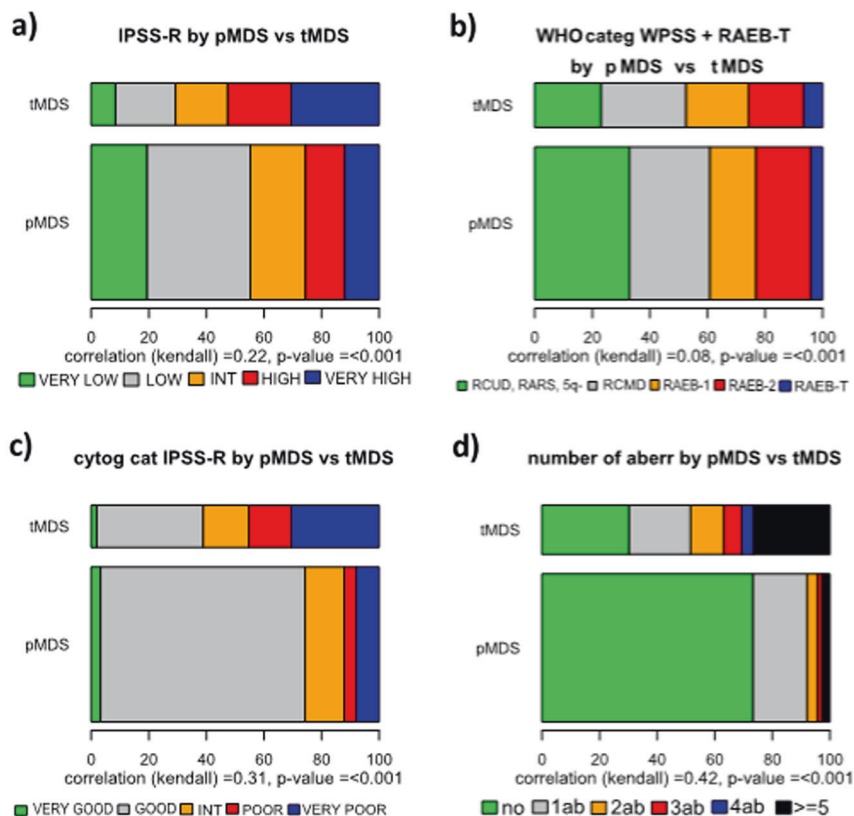 a)
IPSS-R by pMDS vs tMDS
tMDS
pMDS
0 20 40 60 80 100
correlation (kendall) =0.22, p-value =<0.001
VERY LOW LOW INT HIGH VERY HIGH
b)
WHOcateg WPSS + RAEB-T
by pMDS vs tMDS
tMDS
pMDS
0 20 40 60 80 100
correlation (kendall) =0.08, p-value =<0.001
RCUD, RARS, 5q- RCMD RAEB-1 RAEB-2 RAEB-T
c)
cytog cat IPSS-R by pMDS vs tMDS
tMDS
pMDS
0 20 40 60 80 100
correlation (kendall) =0.31, p-value =<0.001
VERY GOOD GOOD INT POOR VERY POOR
d)
number of aberr by pMDS vs tMDS
tMDS
pMDS
0 20 40 60 80 100
correlation (kendall) =0.42, p-value =<0.001
no 1ab 2ab 3ab 4ab >=5